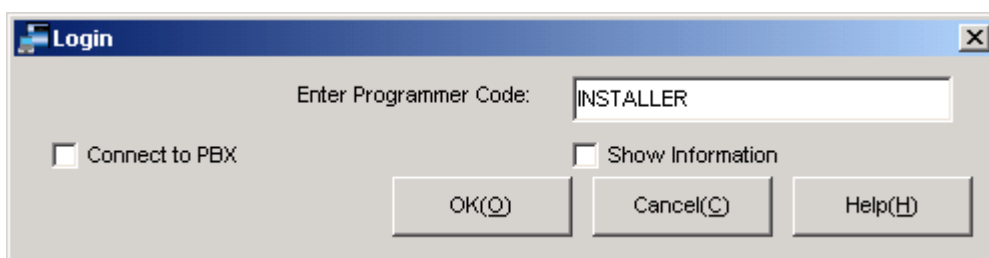 Login
Enter Programmer Code: INSTALLER
Connect to PBX Show Information
OK(O) Cancel(C) Help(H)